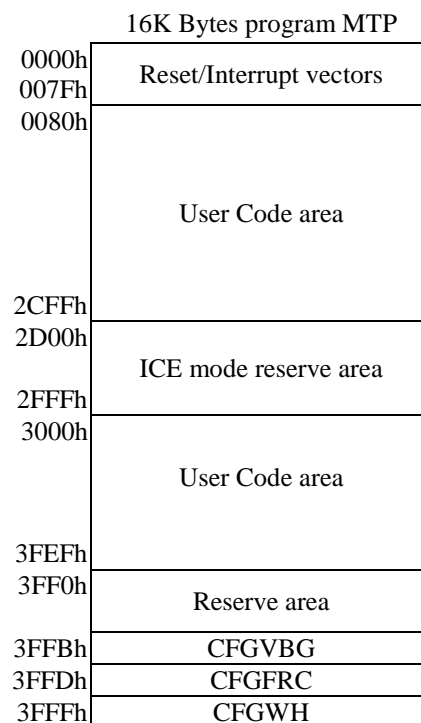 16K Bytes program MTP
0000h
007Fh
Reset/Interrupt vectors
0080h
User Code area
2CFFh
2D00h
ICE mode reserve area
2FFFh
3000h
User Code area
3FEFh
3FF0h
Reserve area
3FFBh CFGVBG
3FFDh CFGFRC
3FFFh CFGWH